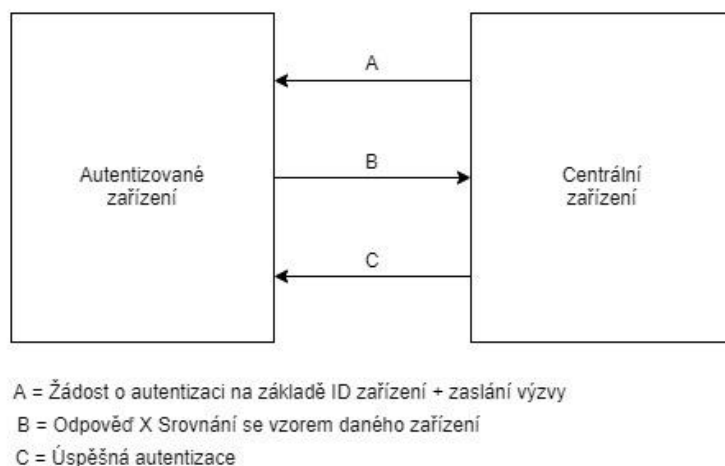 A
Autentizované
zařízení
B
Centrální
zařízení
C
A = Žádost o autentizaci na základě ID zařízení + zaslání výzvy
B = Odpověď X Srovnání se vzorem daného zařízení
C = Úspěšná autentizace